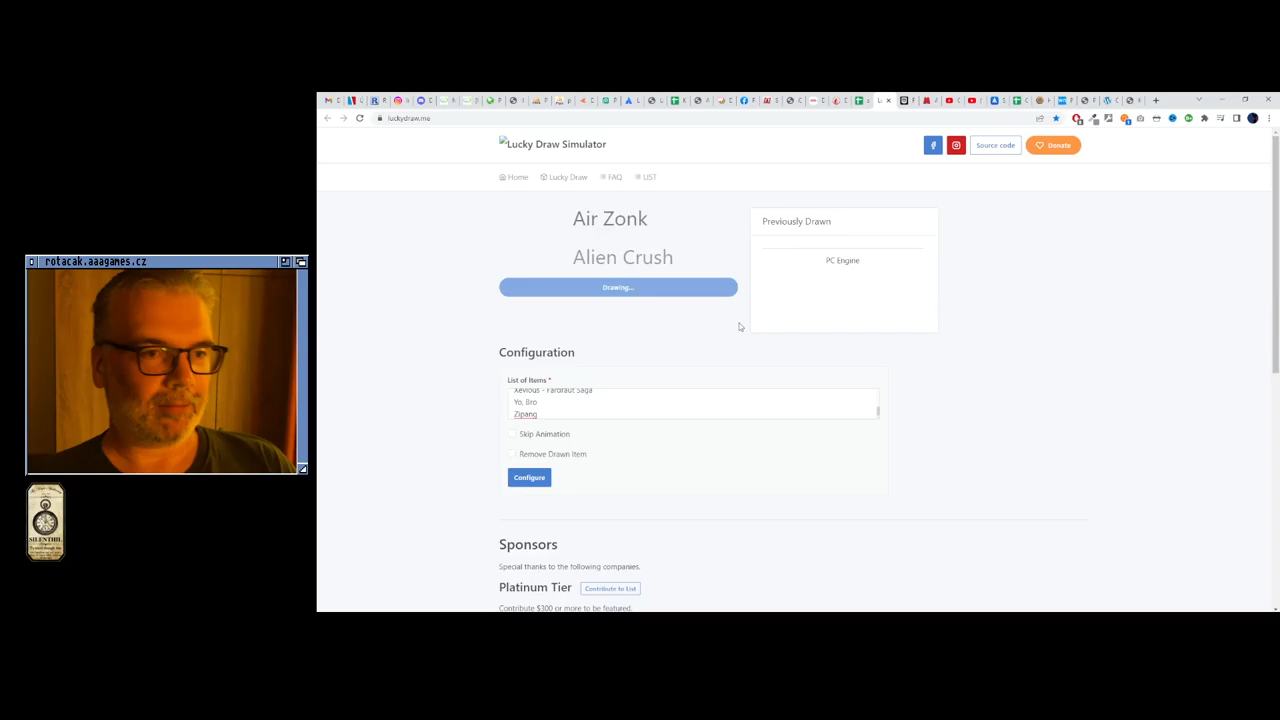 luckydraw.me
Lucky Draw Simulator
Source code
Donate
Home
Lucky Draw
FAQ
LIST
Air Zonk
Alien Crush
Drawing...
Previously Drawn
PC Engine
Configuration
List of Items *
Xevious - Fardraut Saga
Yo, Bro
Zipang
Skip Animation
Remove Drawn Item
Configure
Sponsors
Special thanks to the following companies.
Platinum Tier
Contribute to List
Contribute $300 or more to be featured.
rotacak.aaagames.cz
SILENTHIL